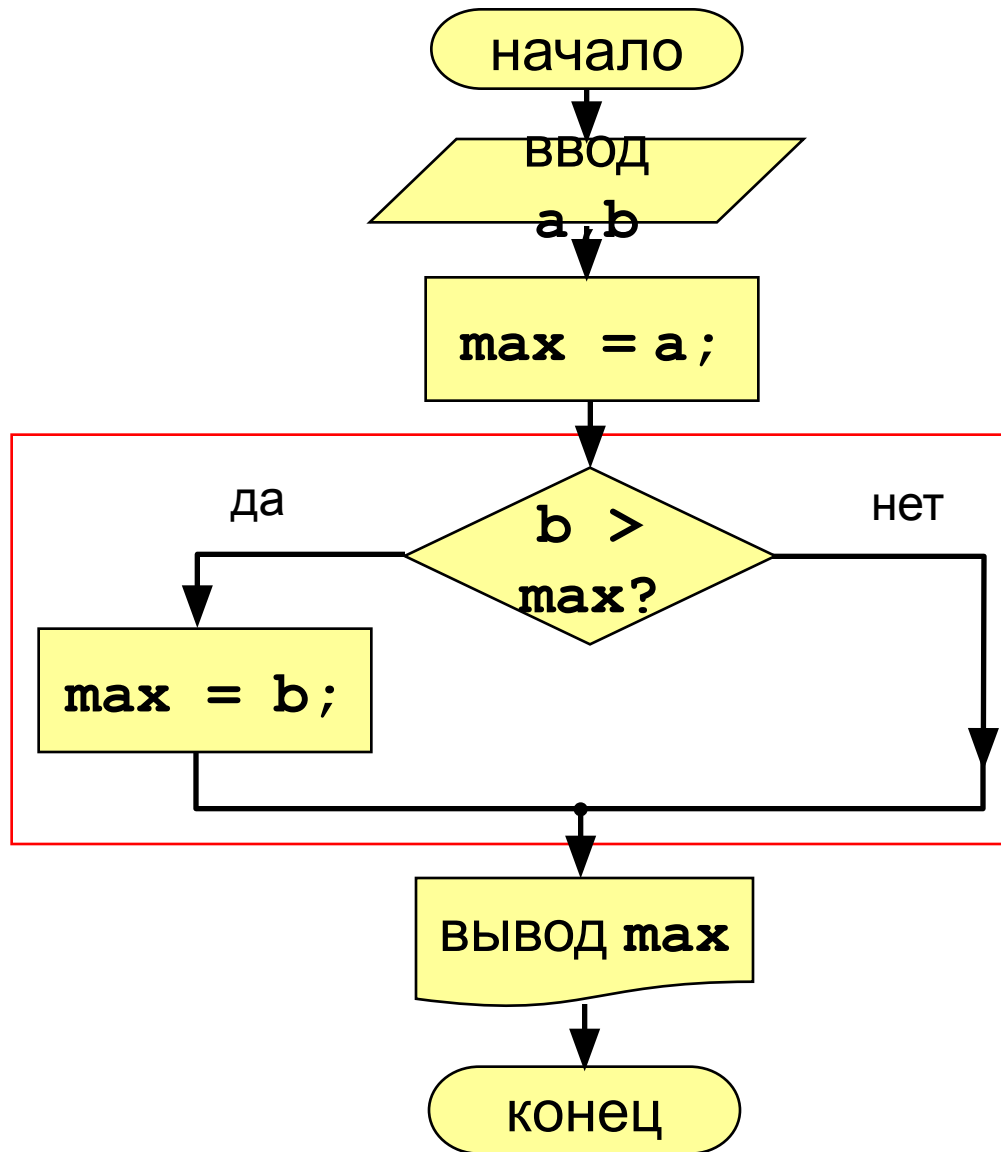 начало
ввод
a,b
max = a;
да
нет
b >
max?
max = b;
вывод max
конец